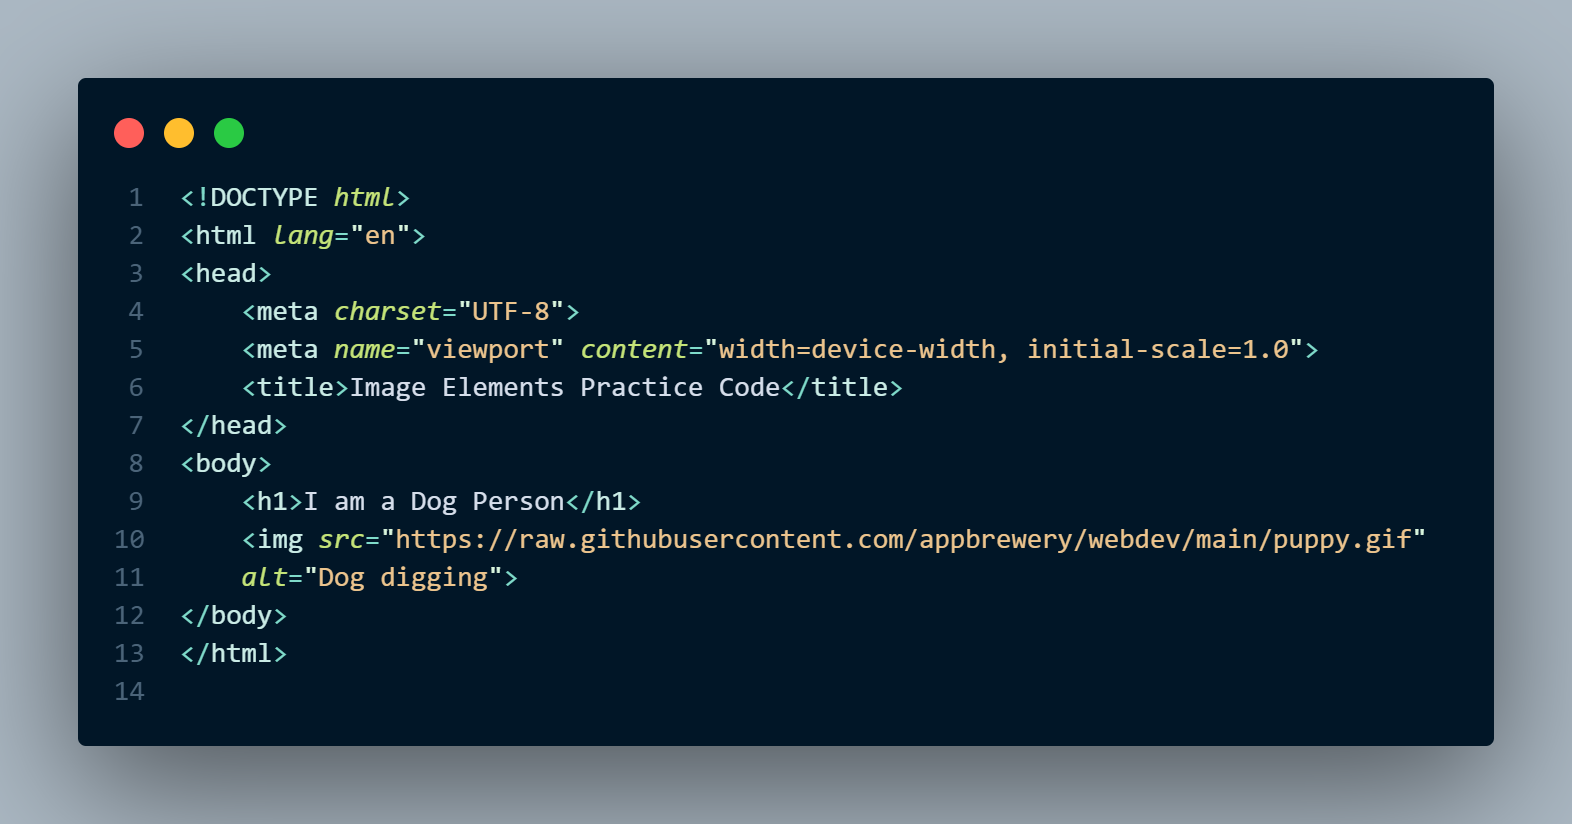 1 <!DOCTYPE html>
2 <html lang="en">
3 <head>
4     <meta charset="UTF-8">
5     <meta name="viewport" content="width=device-width, initial-scale=1.0">
6     <title>Image Elements Practice Code</title>
7 </head>
8 <body>
9     <h1>I am a Dog Person</h1>
10     <img src="https://raw.githubusercontent.com/appbrewery/webdev/main/puppy.gif"
11     alt="Dog digging">
12 </body>
13 </html>
14